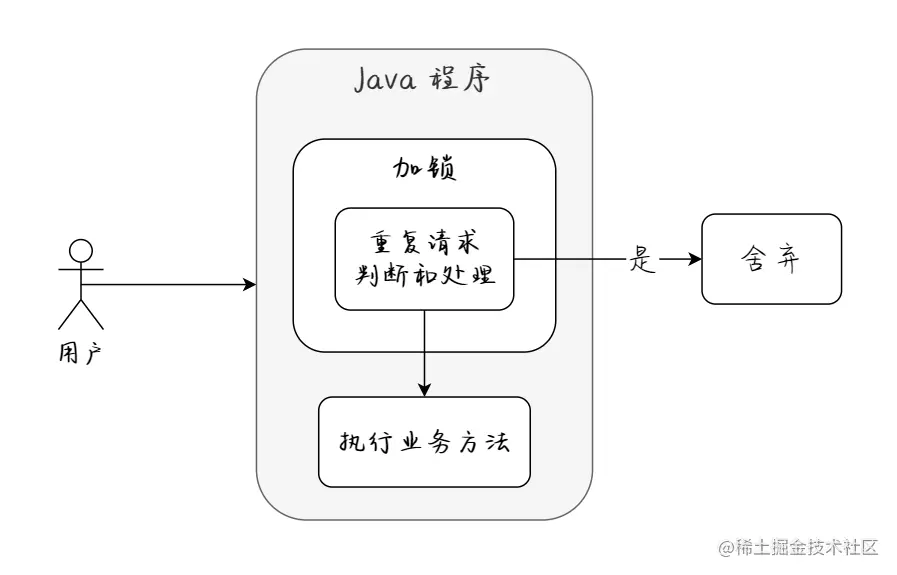 Java 程序
加锁
重复请求
判断和处理
是
舍弃
用户
执行业务方法
@稀土掘金技术社区